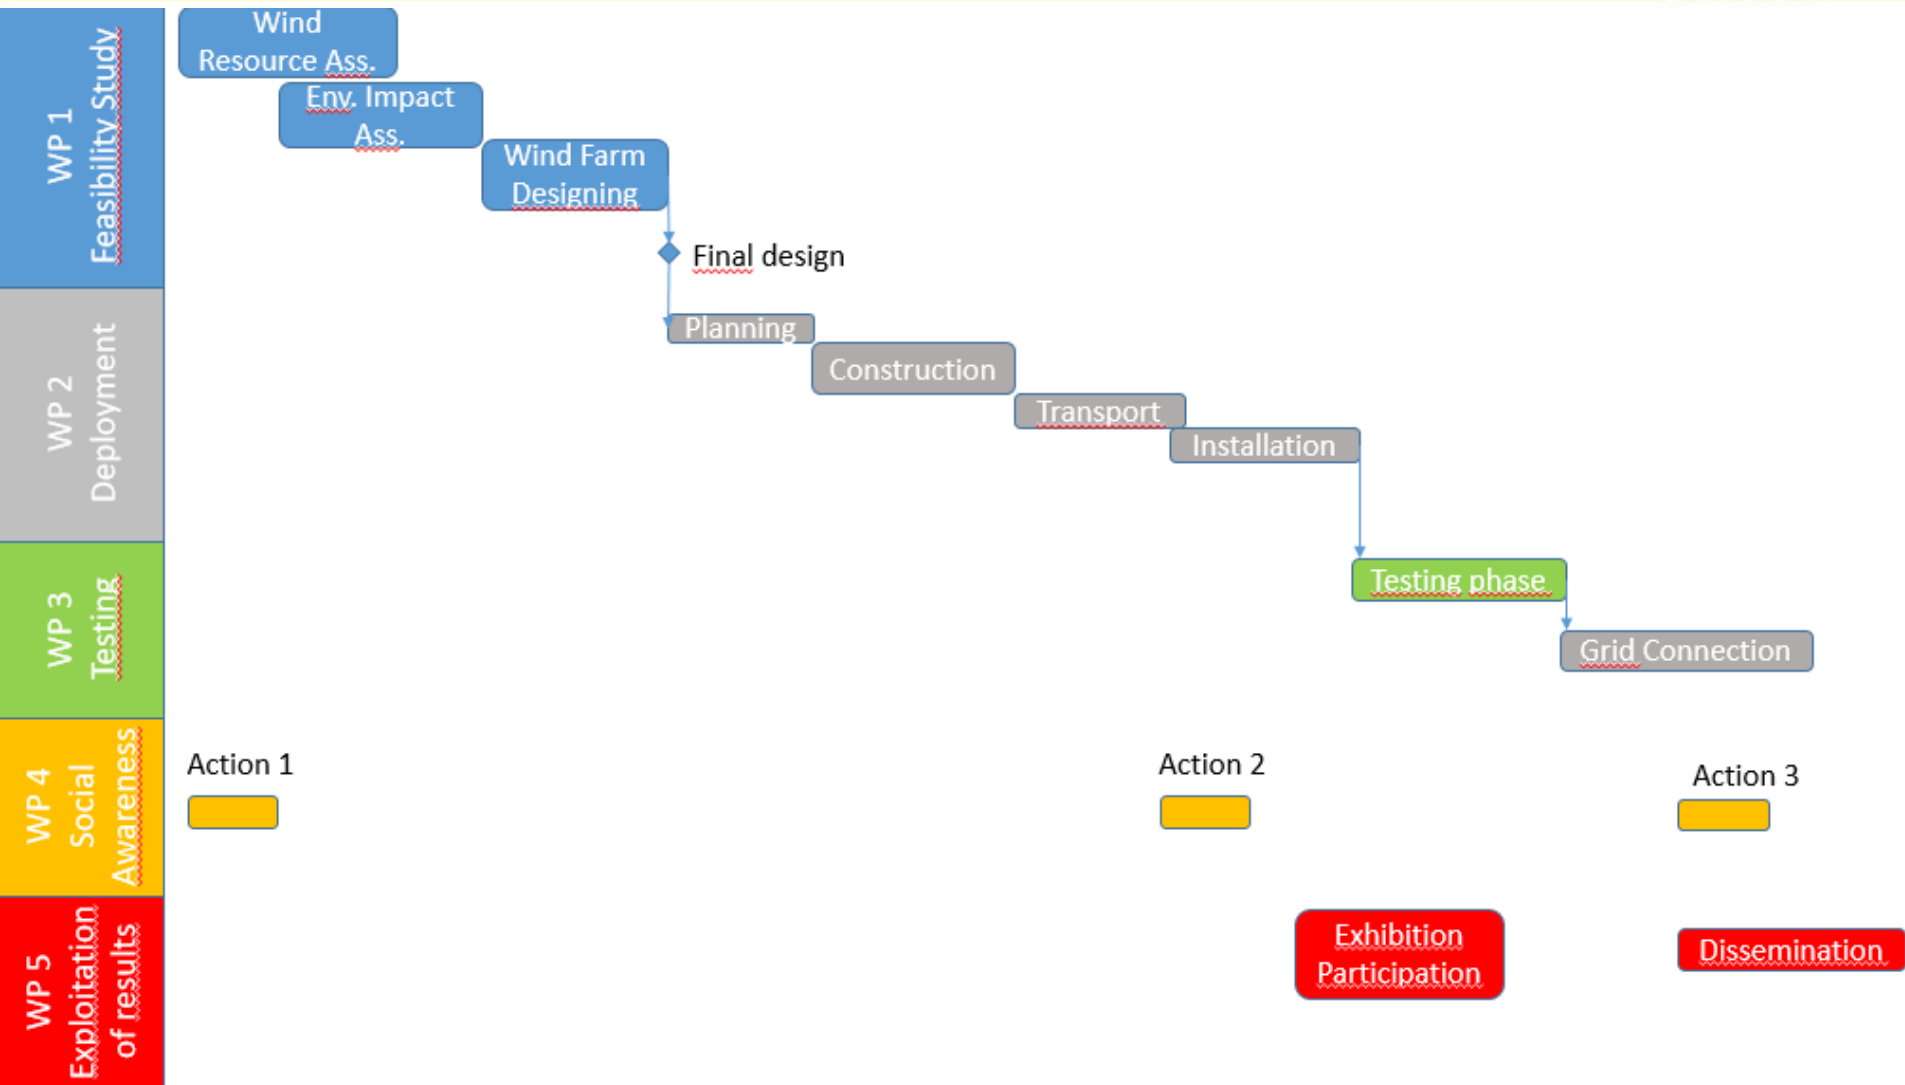 WP 1
Feasibility Study
Wind
Resource Ass.
Env. Impact
Ass.
Wind Farm
Designing
Final design
WP 2
Deployment
Planning
Construction
Transport
Installation
WP 3
Testing
Testing phase
Grid Connection
WP 4
Social
Awareness
Action 1
Action 2
Action 3
WP 5
Exploitation
of results
Exhibition
Participation
Dissemination